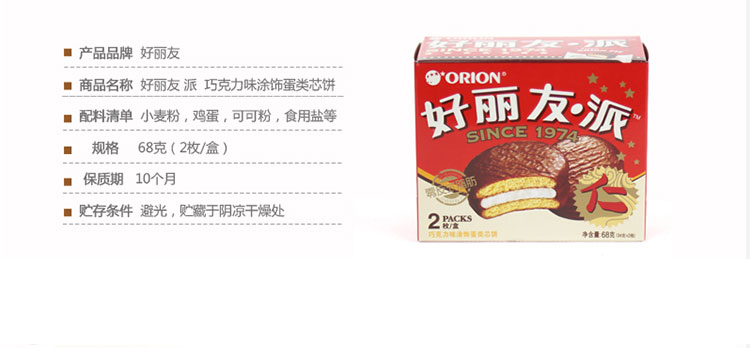 产品品牌 好丽友
商品名称 好丽友 派 巧克力味涂饰蛋类芯饼
配料清单 小麦粉，鸡蛋，可可粉，食用盐等
规格 68克（2枚/盒）
保质期 10个月
贮存条件 避光，贮藏于阴凉干燥处
ORION
好丽友·派™
SINCE 1974
仁
2 PACKS
枚/盒
巧克力味涂饰蛋类芯饼
净含量:68克